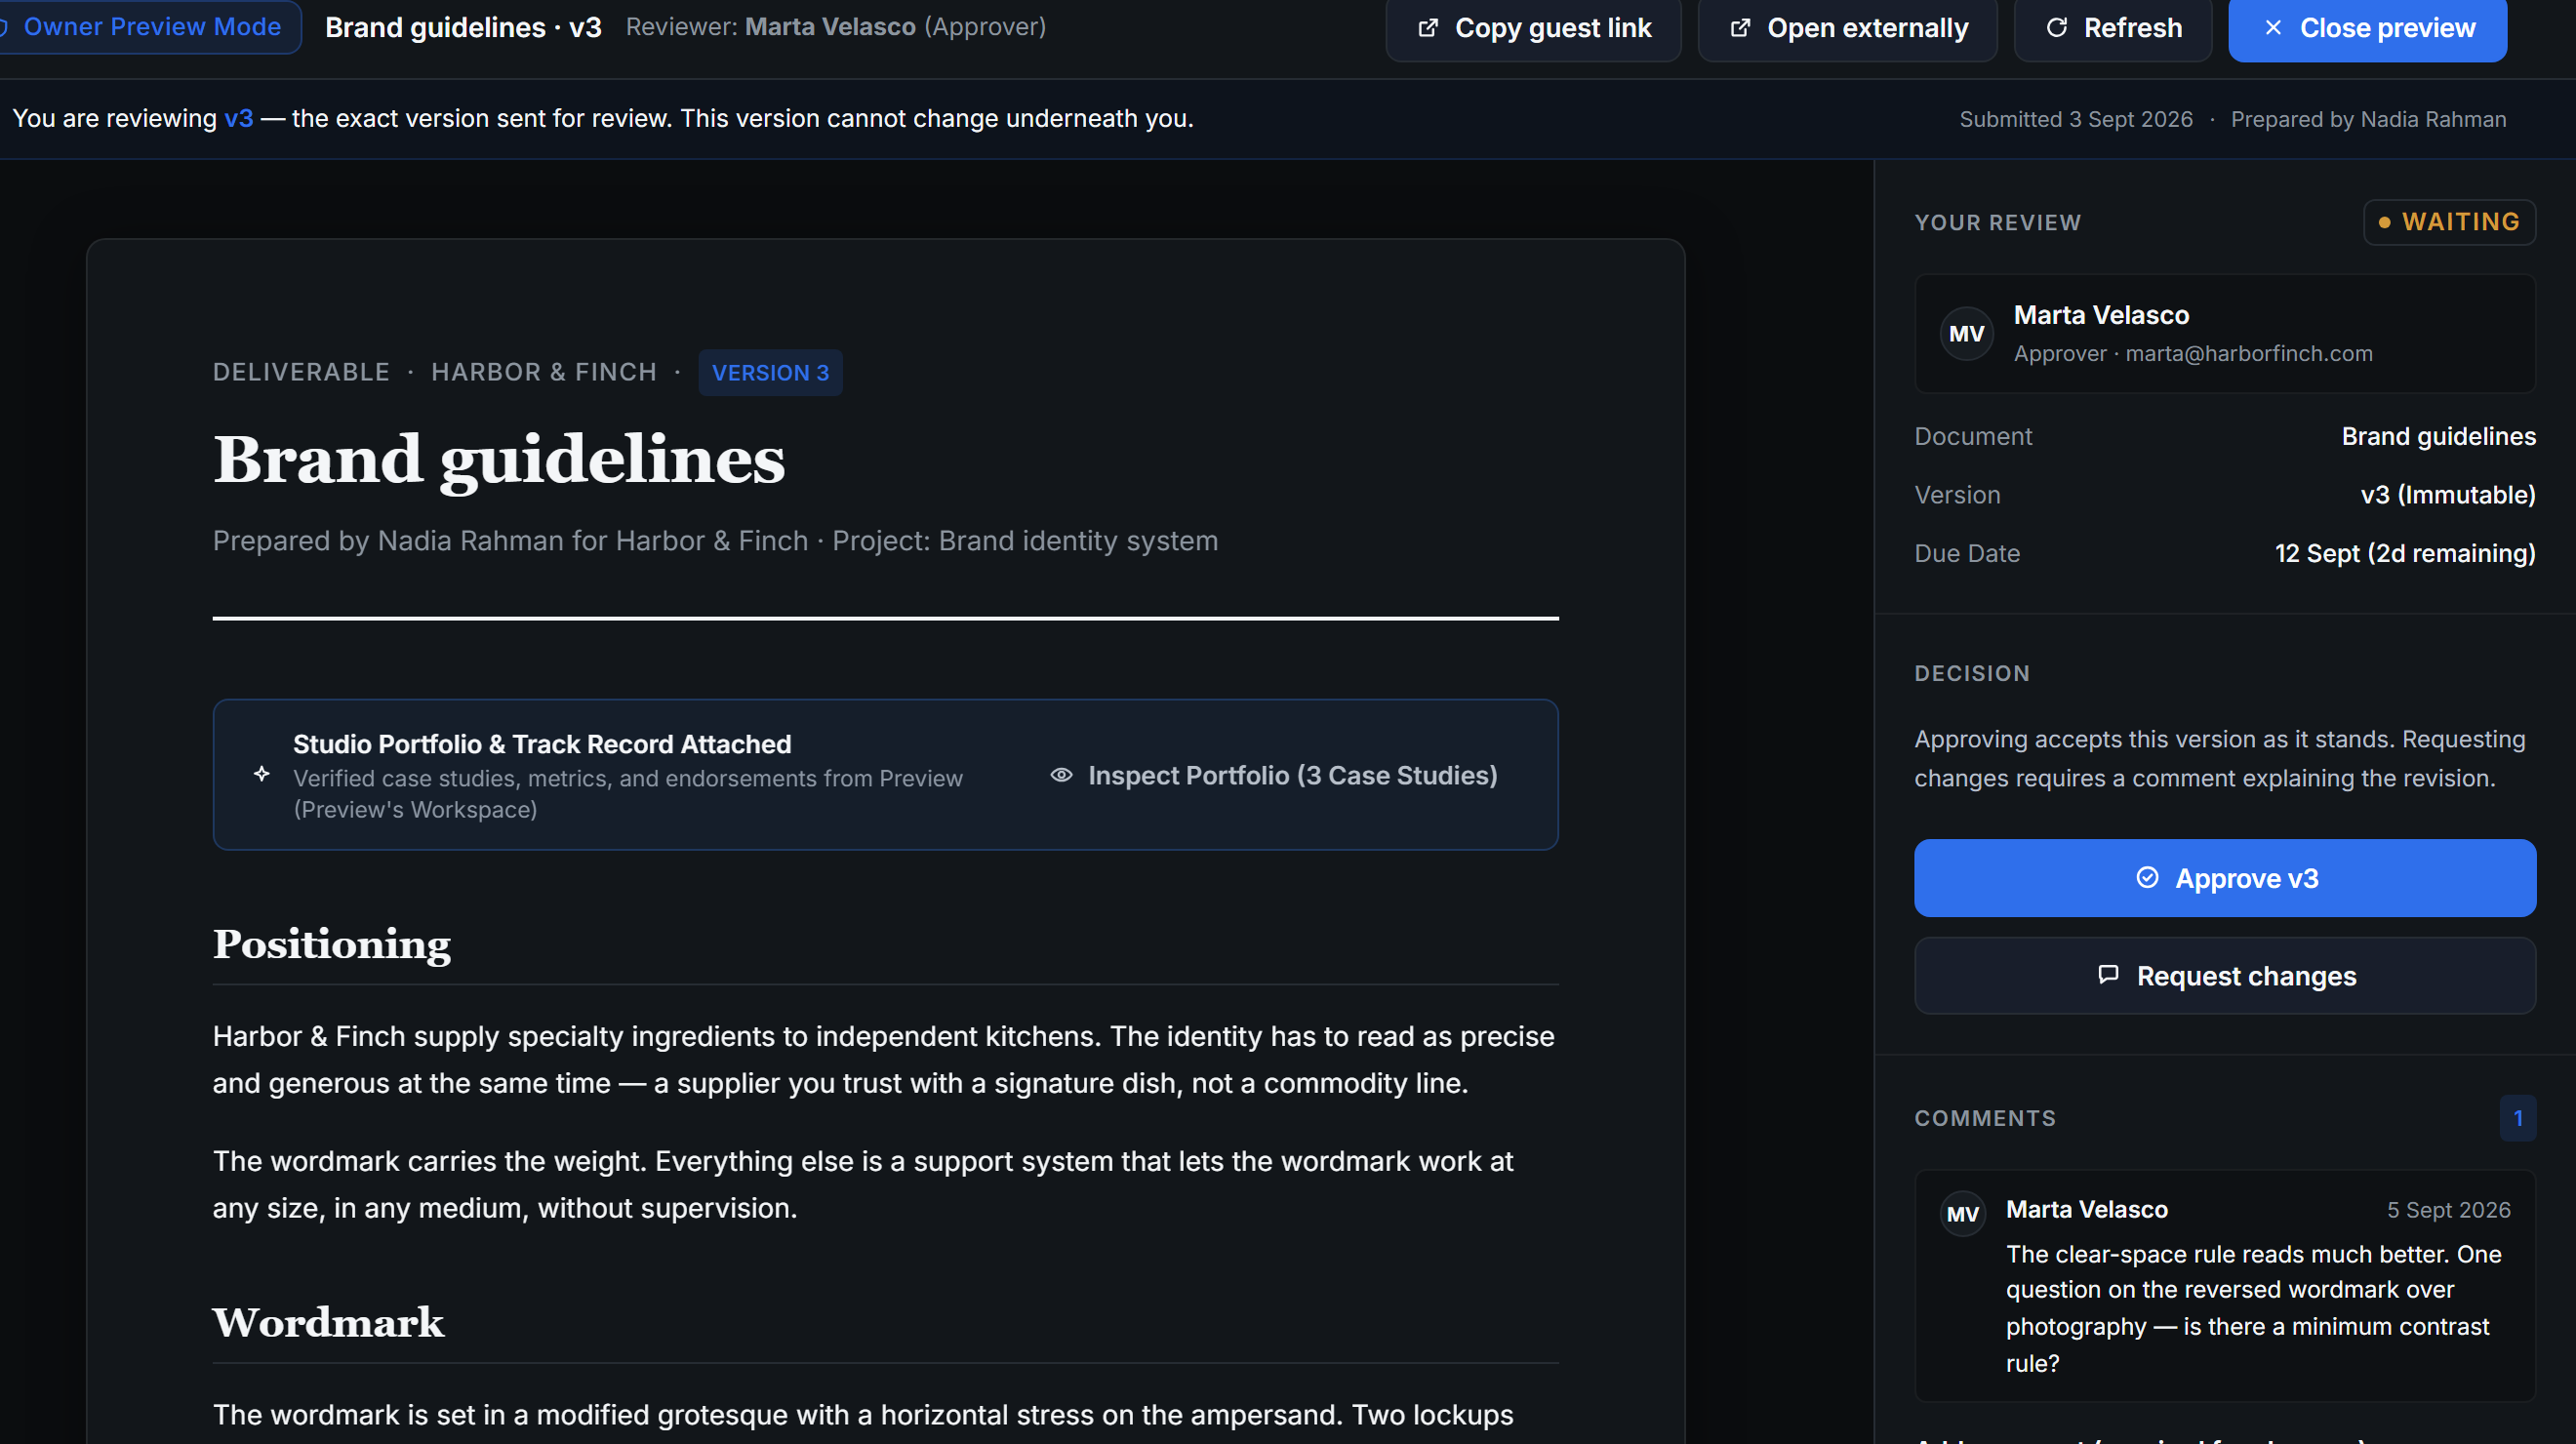 Owner Preview Mode
Brand guidelines · v3
Reviewer: Marta Velasco (Approver)
Copy guest link
Open externally
Refresh
Close preview
You are reviewing v3 — the exact version sent for review. This version cannot change underneath you.
Submitted 3 Sept 2026 · Prepared by Nadia Rahman
DELIVERABLE · HARBOR & FINCH · VERSION 3
Brand guidelines
Prepared by Nadia Rahman for Harbor & Finch · Project: Brand identity system
Studio Portfolio & Track Record Attached
Verified case studies, metrics, and endorsements from Preview
(Preview's Workspace)
Inspect Portfolio (3 Case Studies)
Positioning
Harbor & Finch supply specialty ingredients to independent kitchens. The identity has to read as precise
and generous at the same time — a supplier you trust with a signature dish, not a commodity line.
The wordmark carries the weight. Everything else is a support system that lets the wordmark work at
any size, in any medium, without supervision.
Wordmark
The wordmark is set in a modified grotesque with a horizontal stress on the ampersand. Two lockups
YOUR REVIEW
WAITING
MV
Marta Velasco
Approver · marta@harborfinch.com
Document
Brand guidelines
Version
v3 (Immutable)
Due Date
12 Sept (2d remaining)
DECISION
Approving accepts this version as it stands. Requesting
changes requires a comment explaining the revision.
Approve v3
Request changes
COMMENTS
1
MV
Marta Velasco
5 Sept 2026
The clear-space rule reads much better. One
question on the reversed wordmark over
photography — is there a minimum contrast
rule?